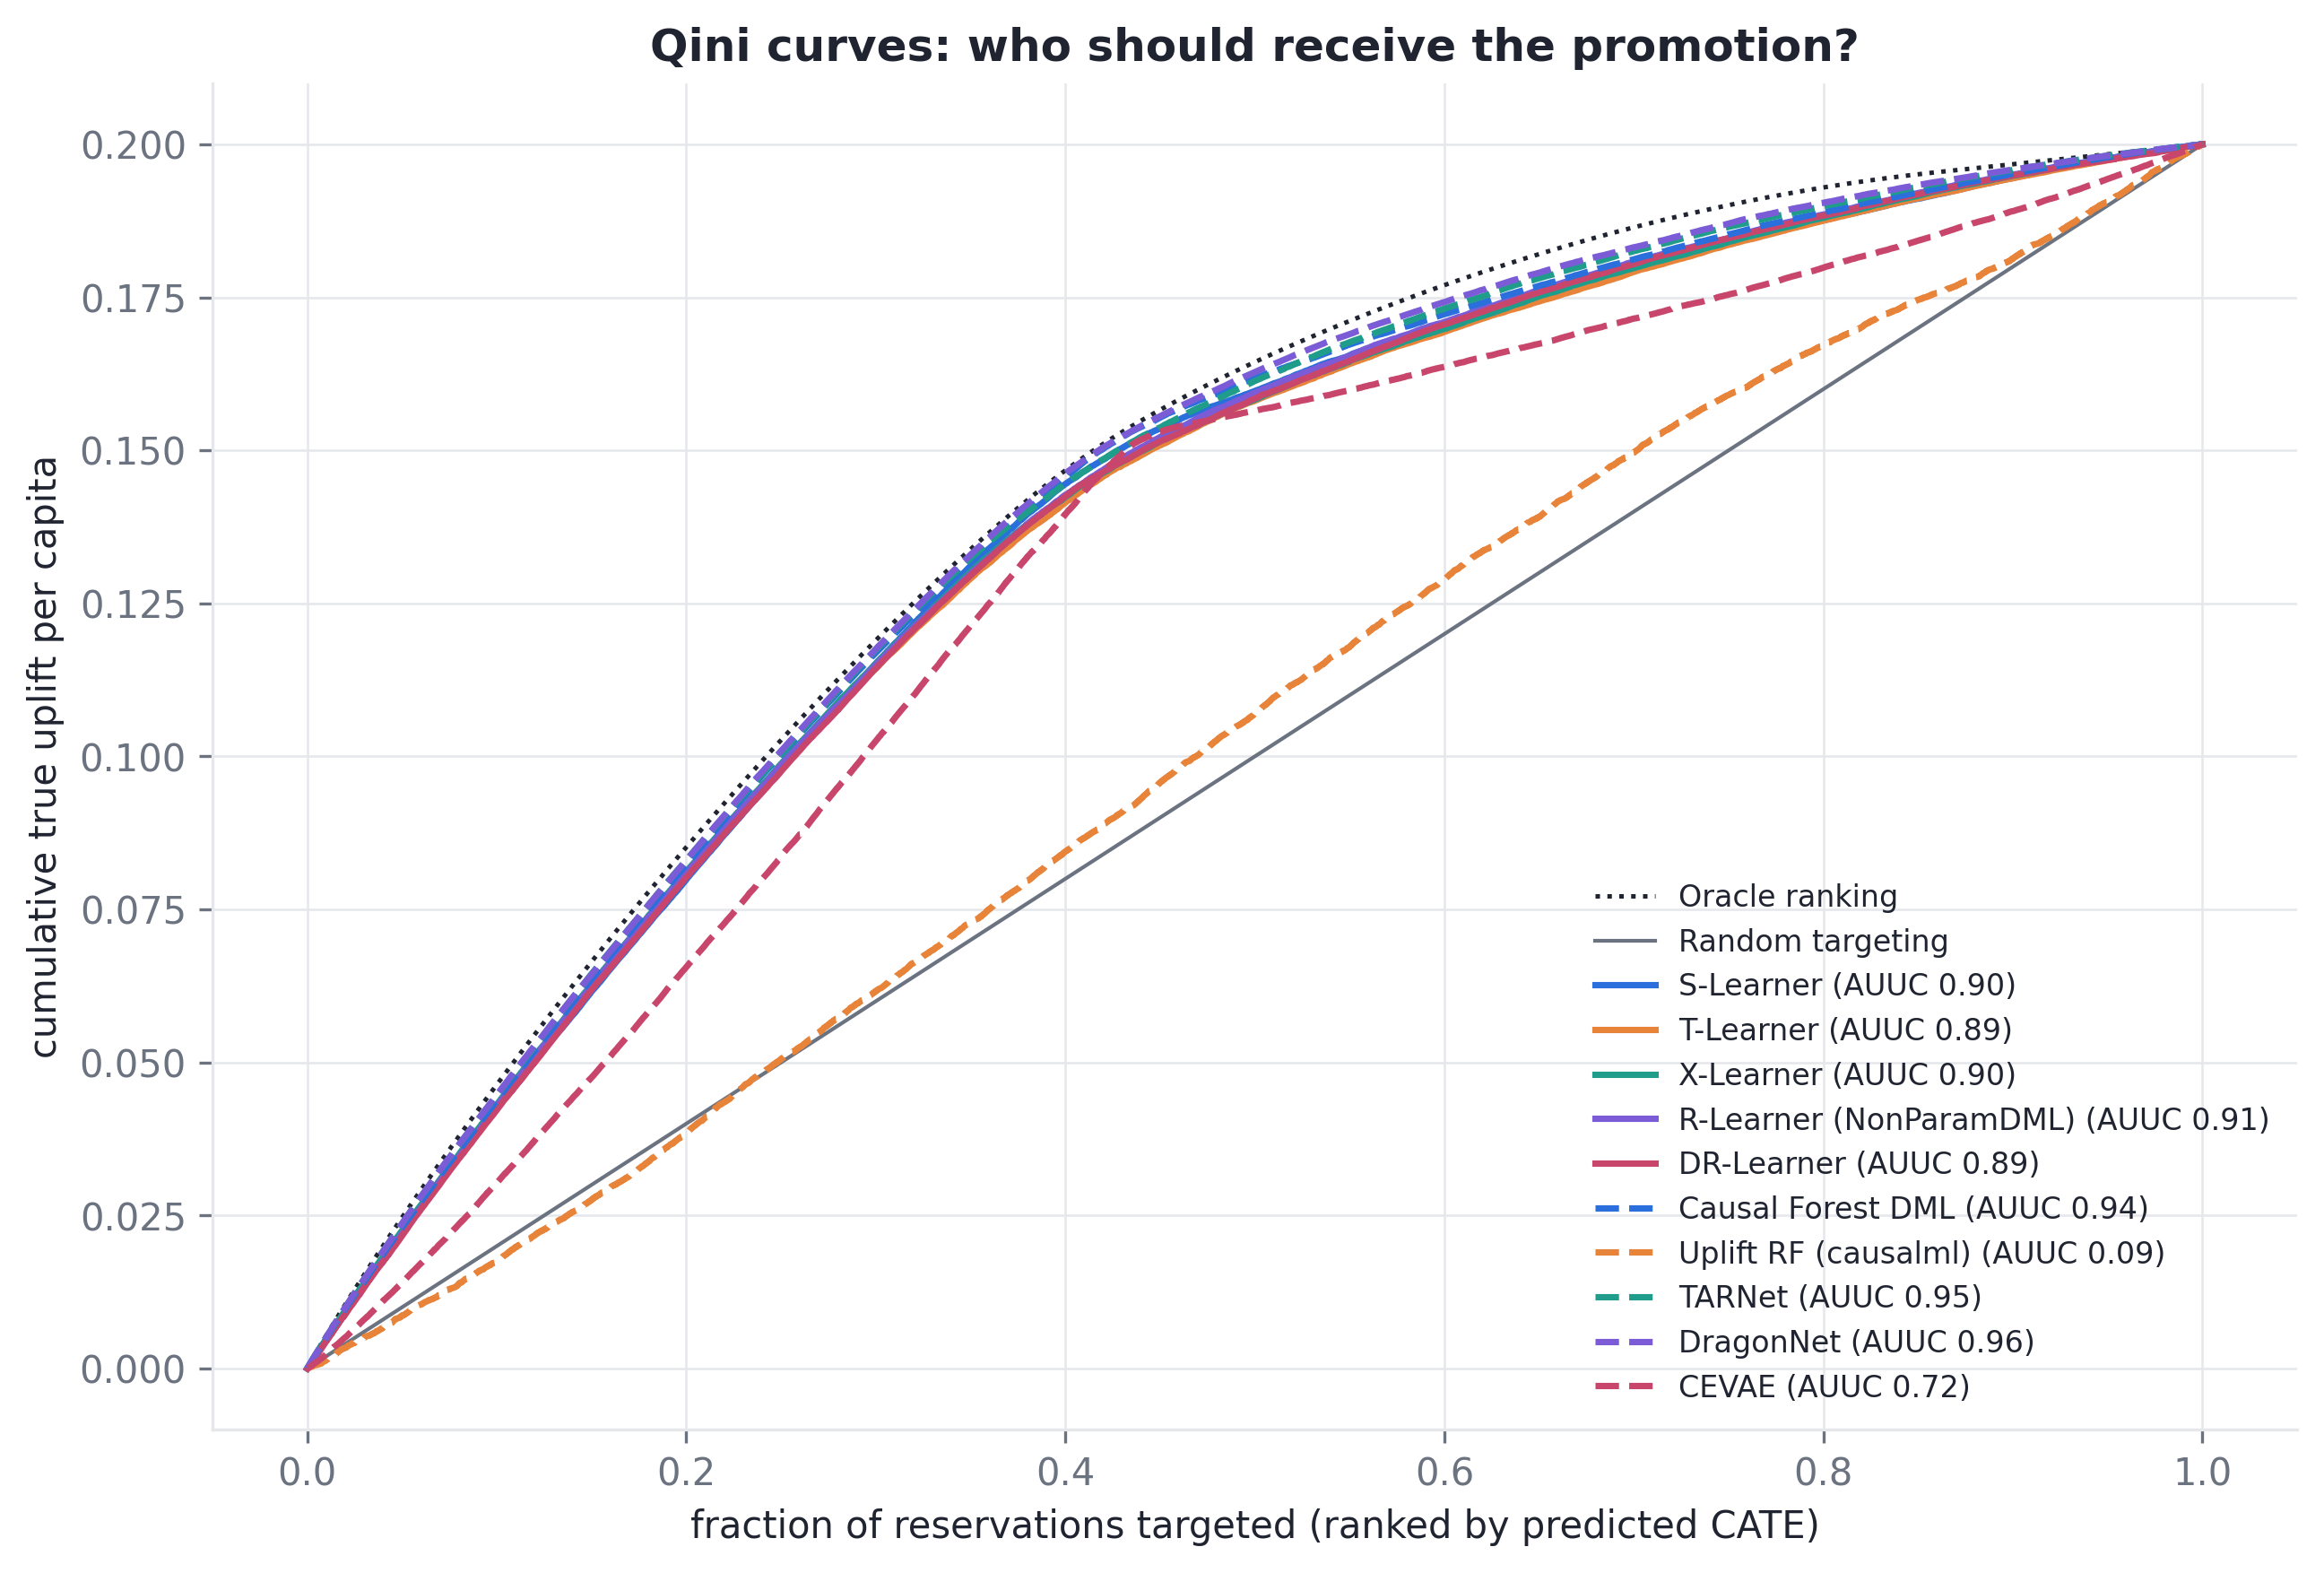 Qini curves: who should receive the promotion?
0.200
0.175
0.150
0.125
0.100
0.075
0.050
0.025
0.000
cumulative true uplift per capita
Oracle ranking
Random targeting
S-Learner (AUUC 0.90)
T-Learner (AUUC 0.89)
X-Learner (AUUC 0.90)
R-Learner (NonParamDML) (AUUC 0.91)
DR-Learner (AUUC 0.89)
Causal Forest DML (AUUC 0.94)
Uplift RF (causalml) (AUUC 0.09)
TARNet (AUUC 0.95)
DragonNet (AUUC 0.96)
CEVAE (AUUC 0.72)
0.0 0.2 0.4 0.6 0.8 1.0
fraction of reservations targeted (ranked by predicted CATE)